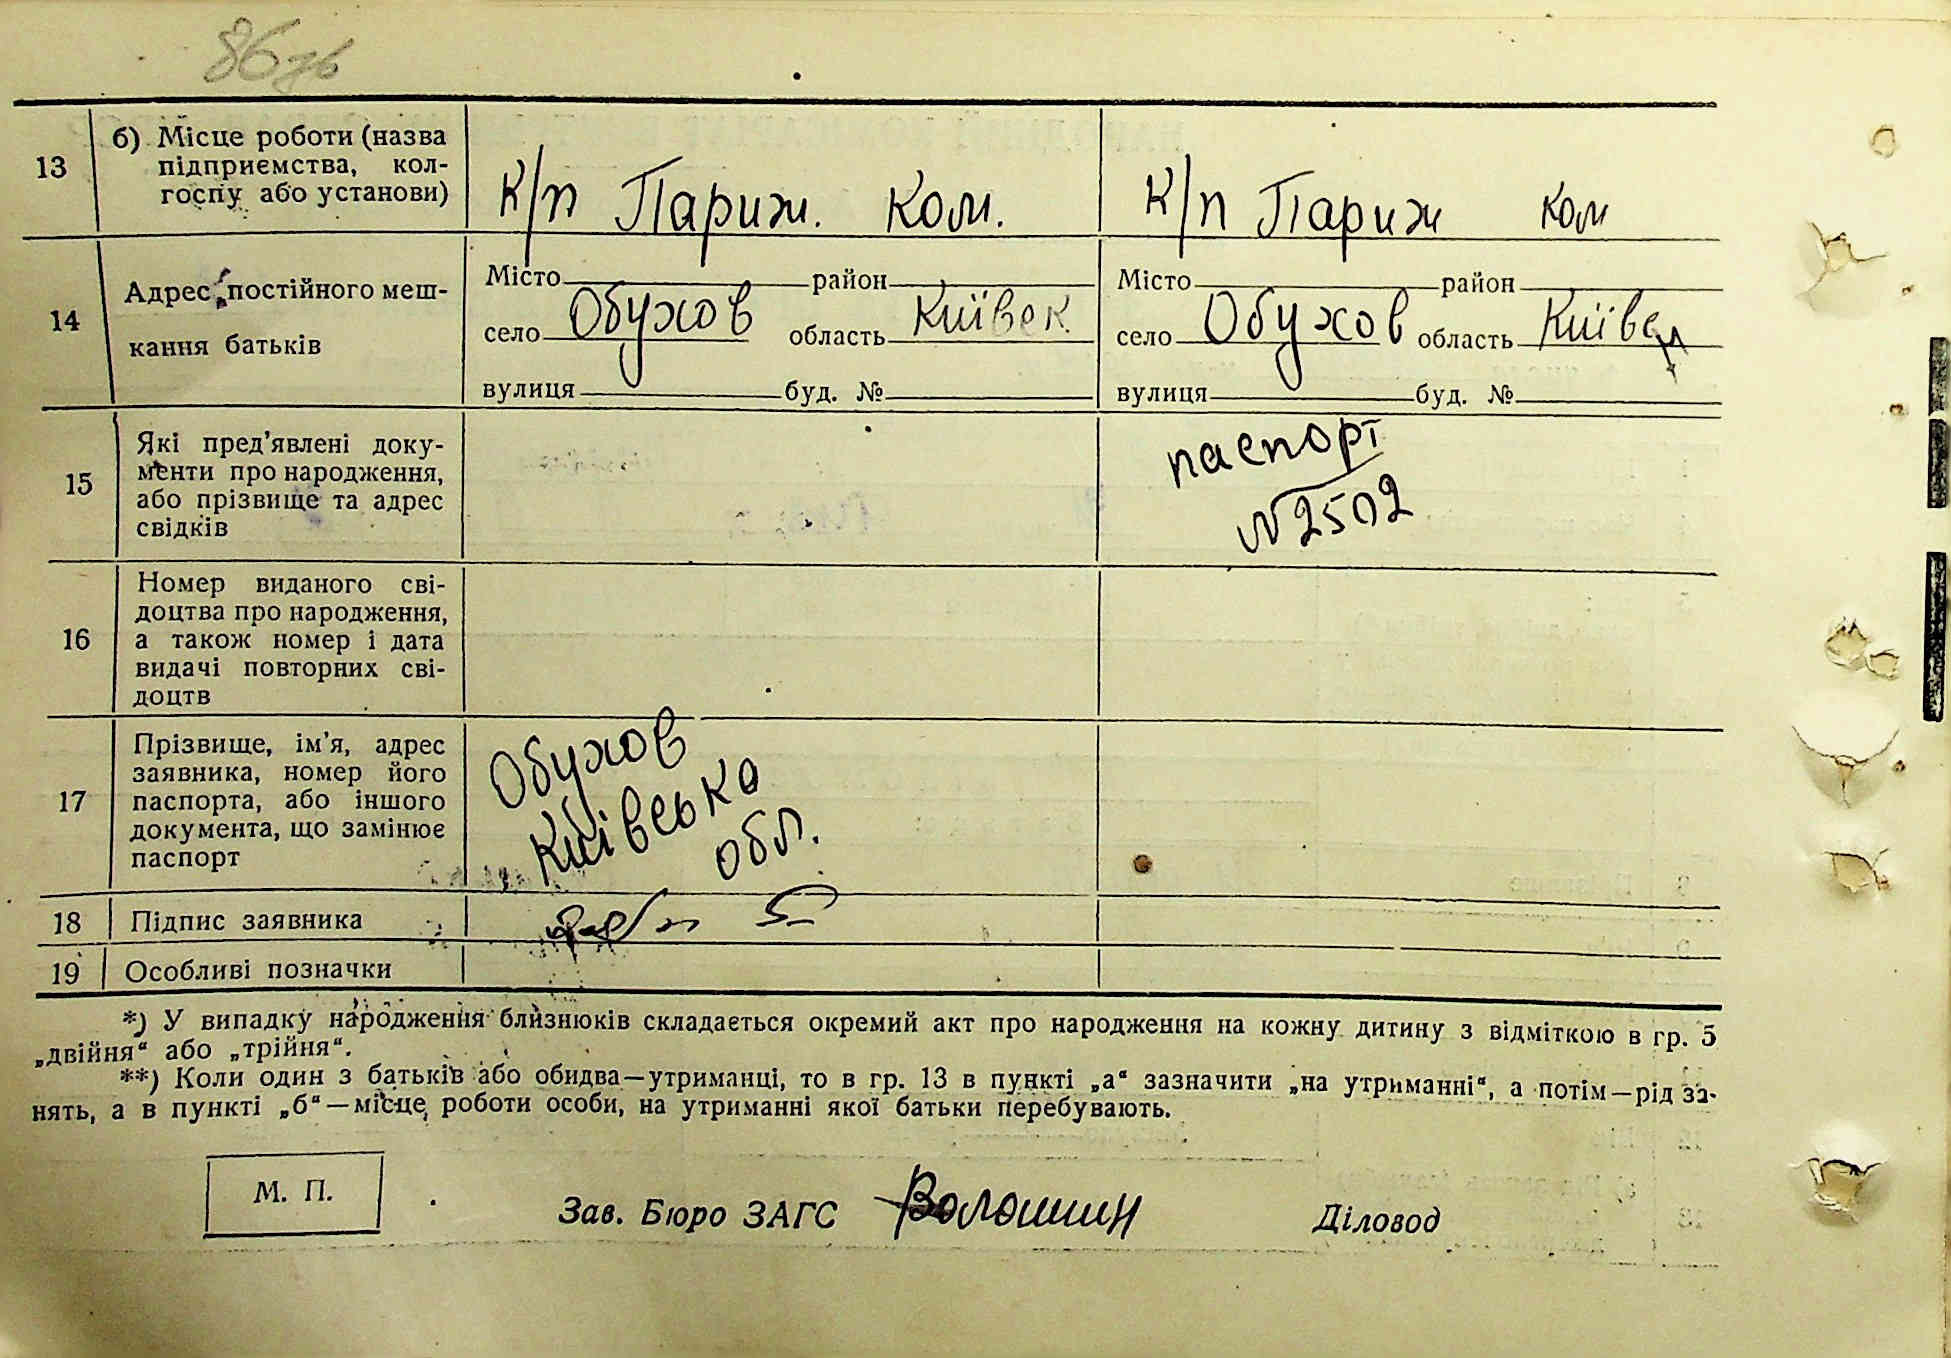 86зв
13 б) Місце роботи (назва підприємства, кол-госпу або установи)
к/п Париж. Ком.
к/п Париж Ком
14 Адрес постійного меш-кання батьків
Місто район
село Обухов область Київск
вулиця буд. №
Місто район
село Обухов область Київс
вулиця буд. №
15 Які пред'явлені доку-
менти про народження,
або прізвище та адрес
свідків
паспорт
№2502
16 Номер виданого сві-
доцтва про народження,
а також номер і дата
видачі повторних сві-
доцтв
17 Прізвище, ім'я, адрес
заявника, номер його
паспорта, або іншого
документа, що замінює
паспорт
Обухов
Київська
обл.
18 Підпис заявника
19 Особливі позначки
*) У випадку народження близнюків складається окремий акт про народження на кожну дитину з відміткою в гр. 5
„двійня“ або „трійня“.
**) Коли один з батьків або обидва—утриманці, то в гр. 13 в пункті „а“ зазначити „на утриманні“, а потім—рід за-
нять, а в пункті „б“—місце роботи особи, на утриманні якої батьки перебувають.
М. П.
Зав. Бюро ЗАГС Волошин Діловод